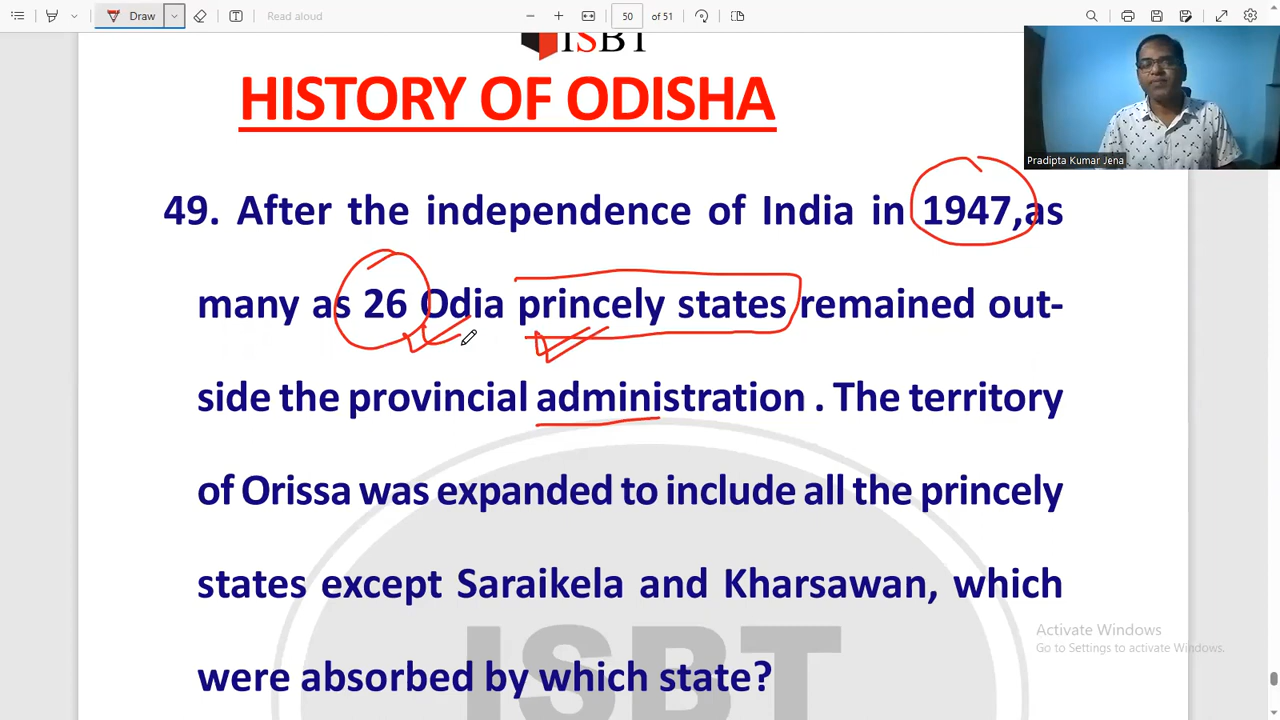 Draw
Read aloud
50 of 51
ISBT
HISTORY OF ODISHA
Pradipta Kumar Jena
49. After the independence of India in 1947,as
many as 26 Odia princely states remained out-
side the provincial administration . The territory
of Orissa was expanded to include all the princely
states except Saraikela and Kharsawan, which
were absorbed by which state?
Activate Windows
Go to Settings to activate Windows.
ISBT